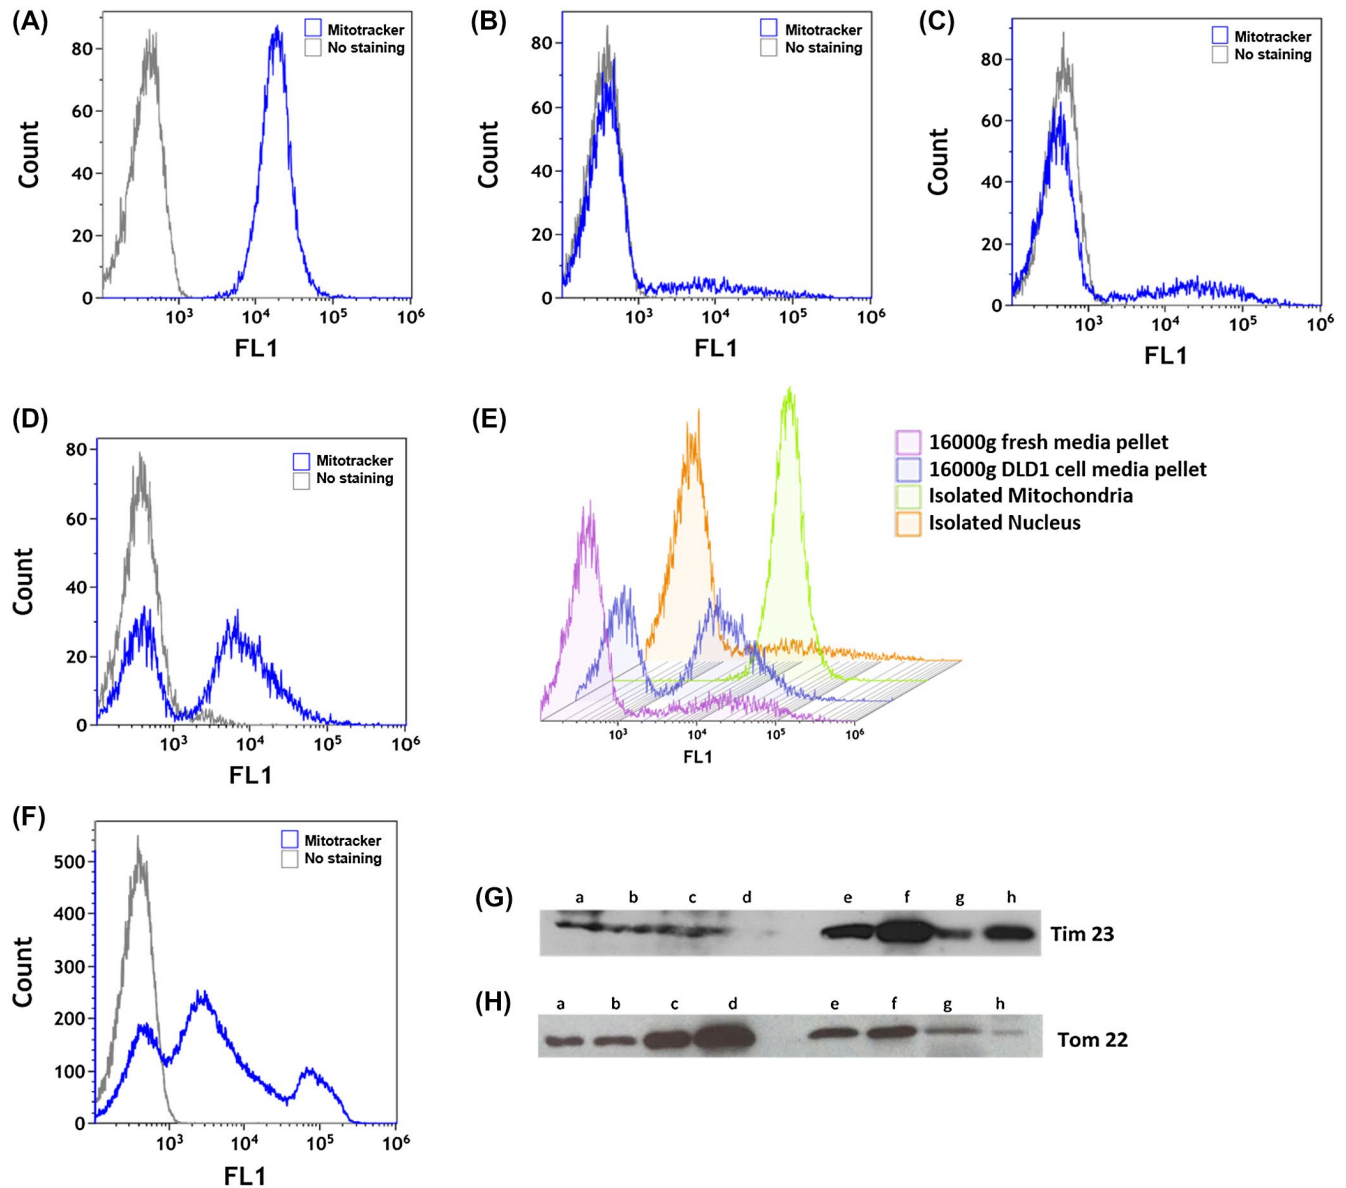 (A)
Mitotracker
No staining
80
60
40
20
0
Count
10³ 10⁴ 10⁵ 10⁶
FL1
(B)
Mitotracker
No staining
80
60
40
20
0
Count
10³ 10⁴ 10⁵ 10⁶
FL1
(C)
Mitotracker
No staining
80
60
40
20
0
Count
10³ 10⁴ 10⁵ 10⁶
FL1
(D)
Mitotracker
No staining
80
60
40
20
0
Count
10³ 10⁴ 10⁵ 10⁶
FL1
(E)
16000g fresh media pellet
16000g DLD1 cell media pellet
Isolated Mitochondria
Isolated Nucleus
10³ 10⁴ 10⁵ 10⁶
FL1
(F)
Mitotracker
No staining
500
400
300
200
100
0
Count
10³ 10⁴ 10⁵ 10⁶
FL1
(G)
a b c d e f g h
Tim 23
(H)
a b c d e f g h
Tom 22